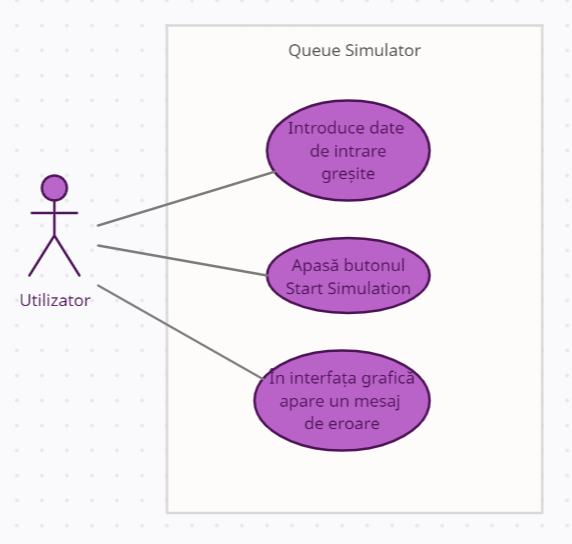 Queue Simulator
Introduce date
de intrare
greșite
Apasă butonul
Start Simulation
Utilizator
În interfața grafică
apare un mesaj
de eroare